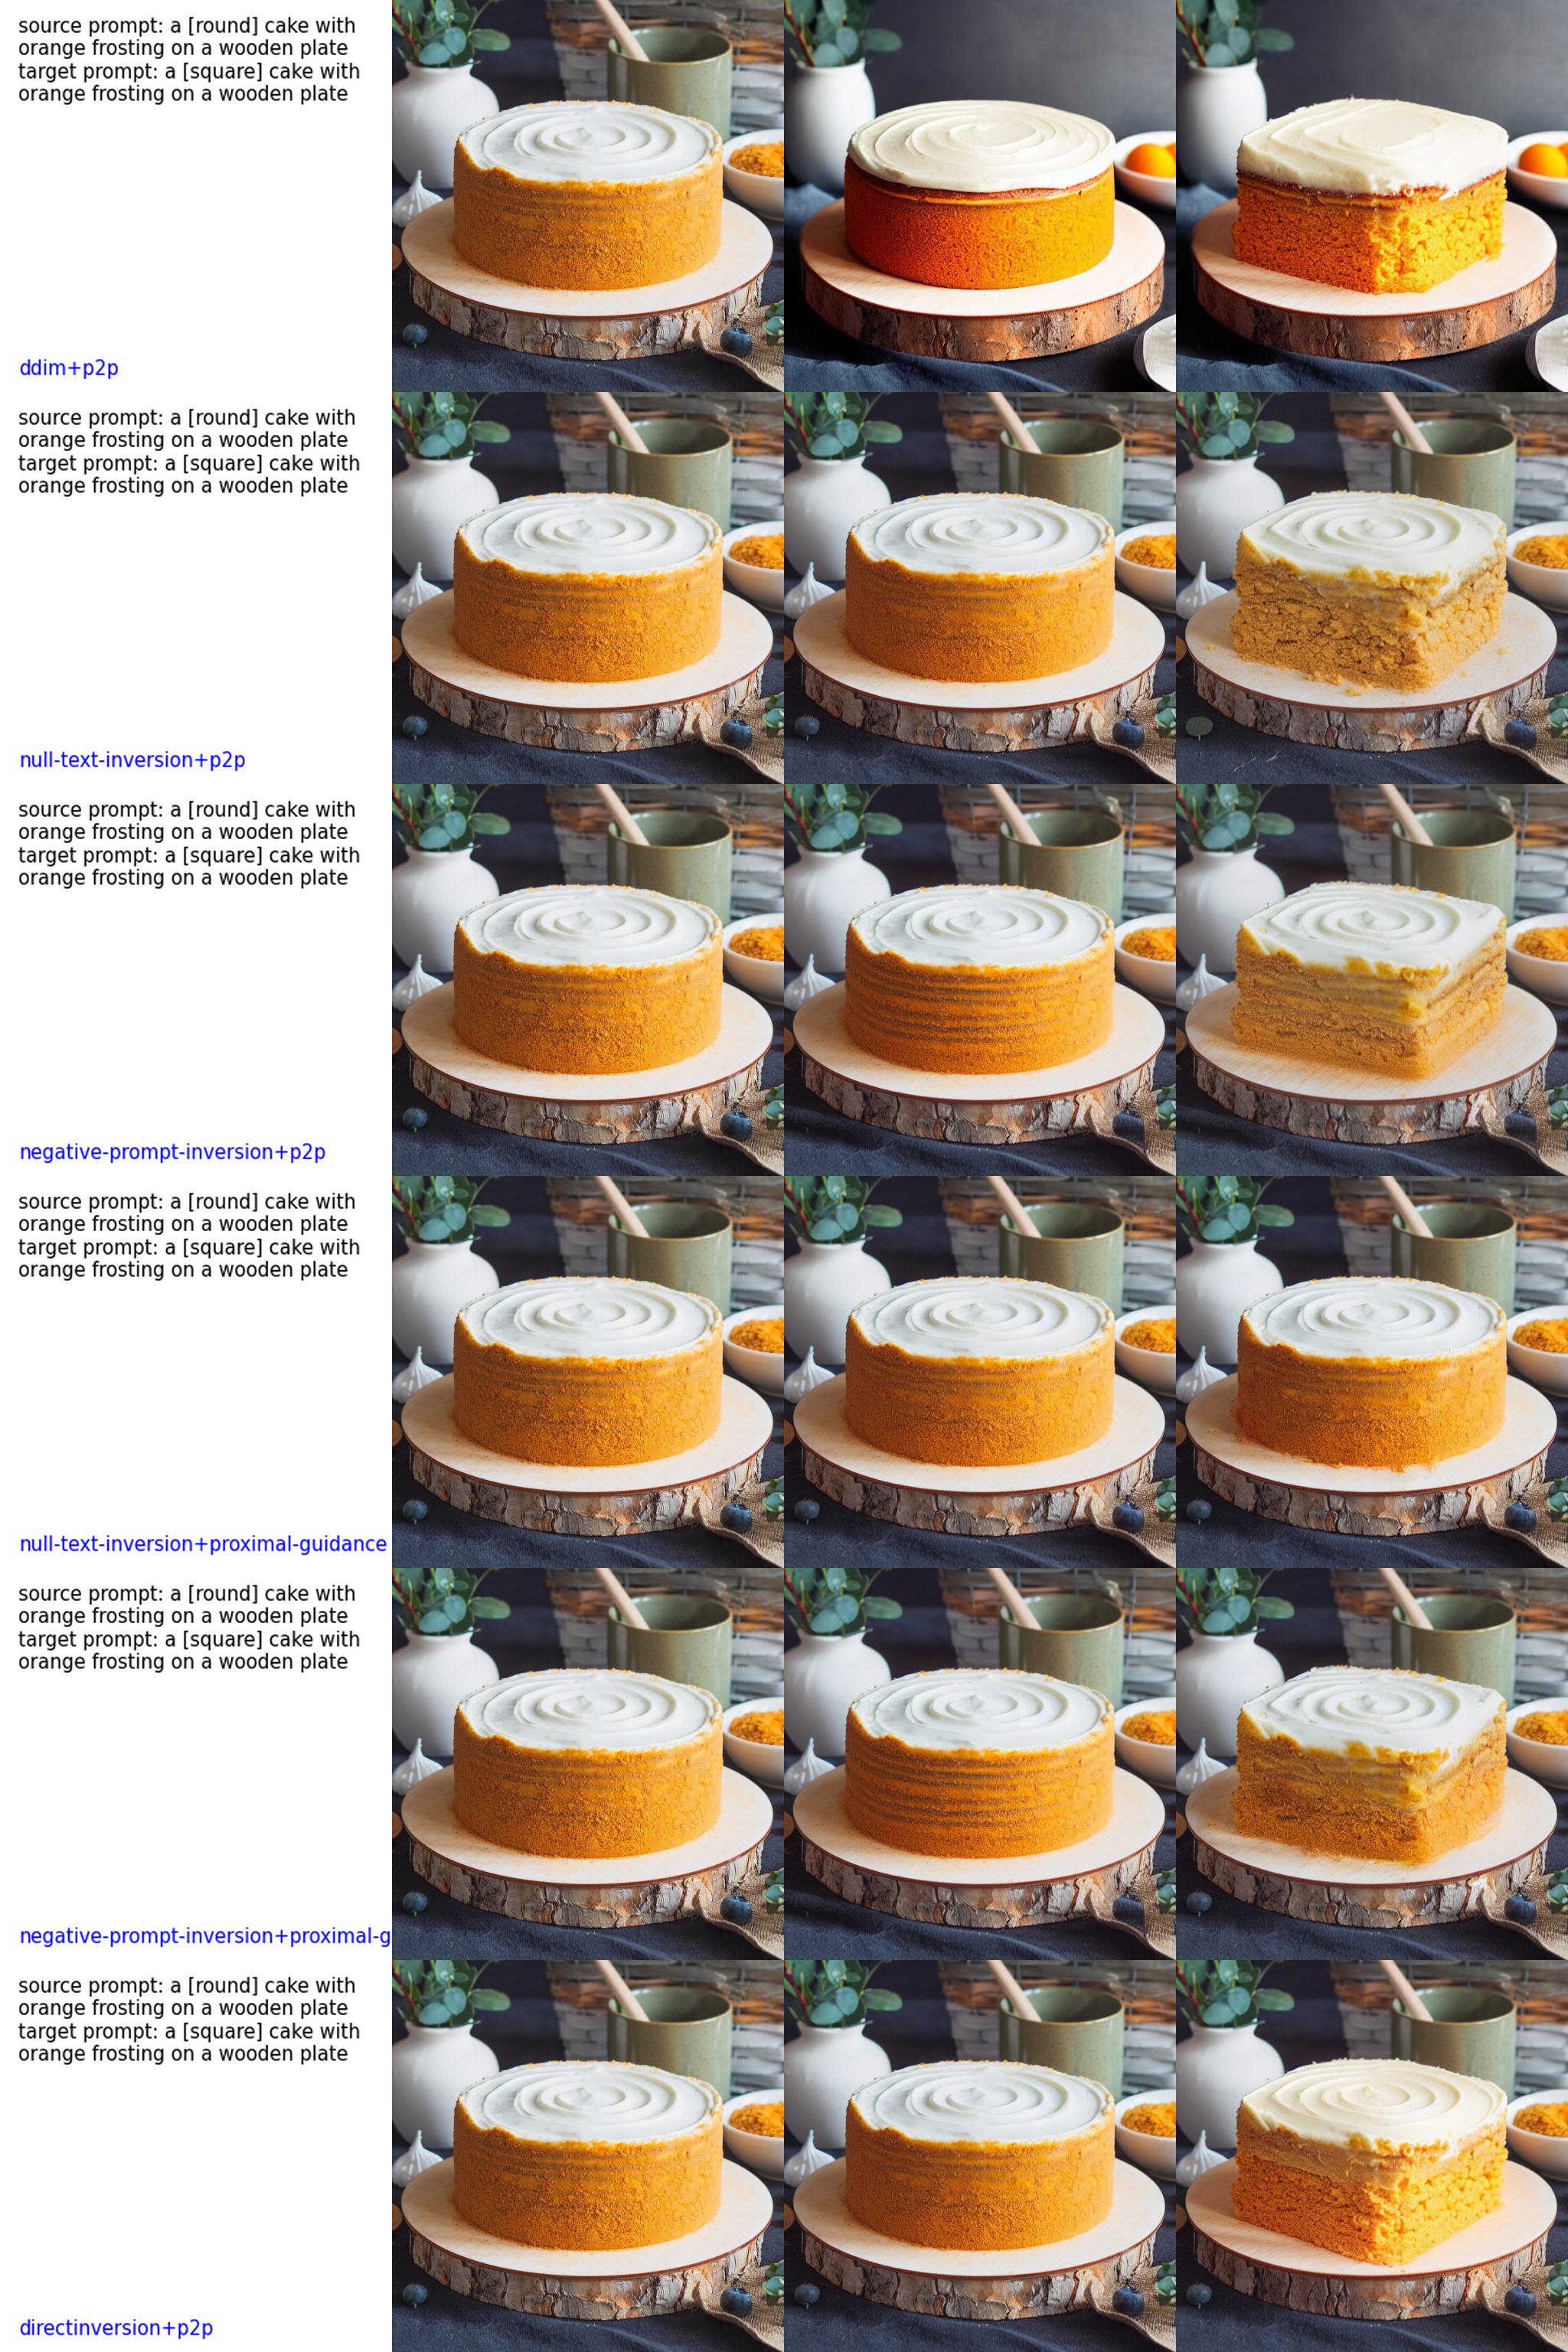 source prompt: a [round] cake with
orange frosting on a wooden plate
target prompt: a [square] cake with
orange frosting on a wooden plate
ddim+p2p
source prompt: a [round] cake with
orange frosting on a wooden plate
target prompt: a [square] cake with
orange frosting on a wooden plate
null-text-inversion+p2p
source prompt: a [round] cake with
orange frosting on a wooden plate
target prompt: a [square] cake with
orange frosting on a wooden plate
negative-prompt-inversion+p2p
source prompt: a [round] cake with
orange frosting on a wooden plate
target prompt: a [square] cake with
orange frosting on a wooden plate
null-text-inversion+proximal-guidance
source prompt: a [round] cake with
orange frosting on a wooden plate
target prompt: a [square] cake with
orange frosting on a wooden plate
negative-prompt-inversion+proximal-g
source prompt: a [round] cake with
orange frosting on a wooden plate
target prompt: a [square] cake with
orange frosting on a wooden plate
directinversion+p2p